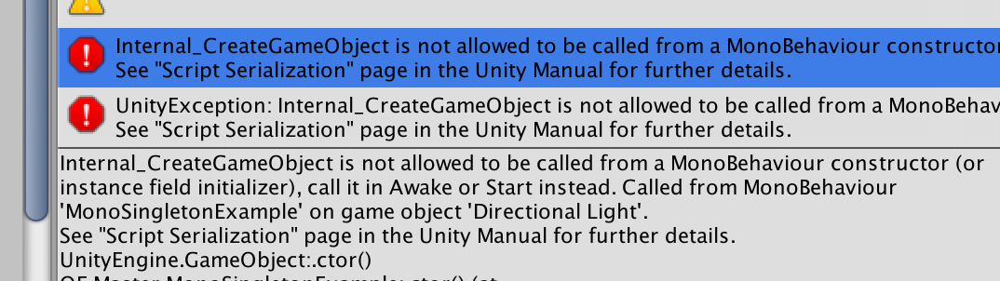 Internal_CreateGameObject is not allowed to be called from a MonoBehaviour constructor
See "Script Serialization" page in the Unity Manual for further details.
UnityException: Internal_CreateGameObject is not allowed to be called from a MonoBehav
See "Script Serialization" page in the Unity Manual for further details.
Internal_CreateGameObject is not allowed to be called from a MonoBehaviour constructor (or
instance field initializer), call it in Awake or Start instead. Called from MonoBehaviour
'MonoSingletonExample' on game object 'Directional Light'.
See "Script Serialization" page in the Unity Manual for further details.
UnityEngine.GameObject:.ctor()